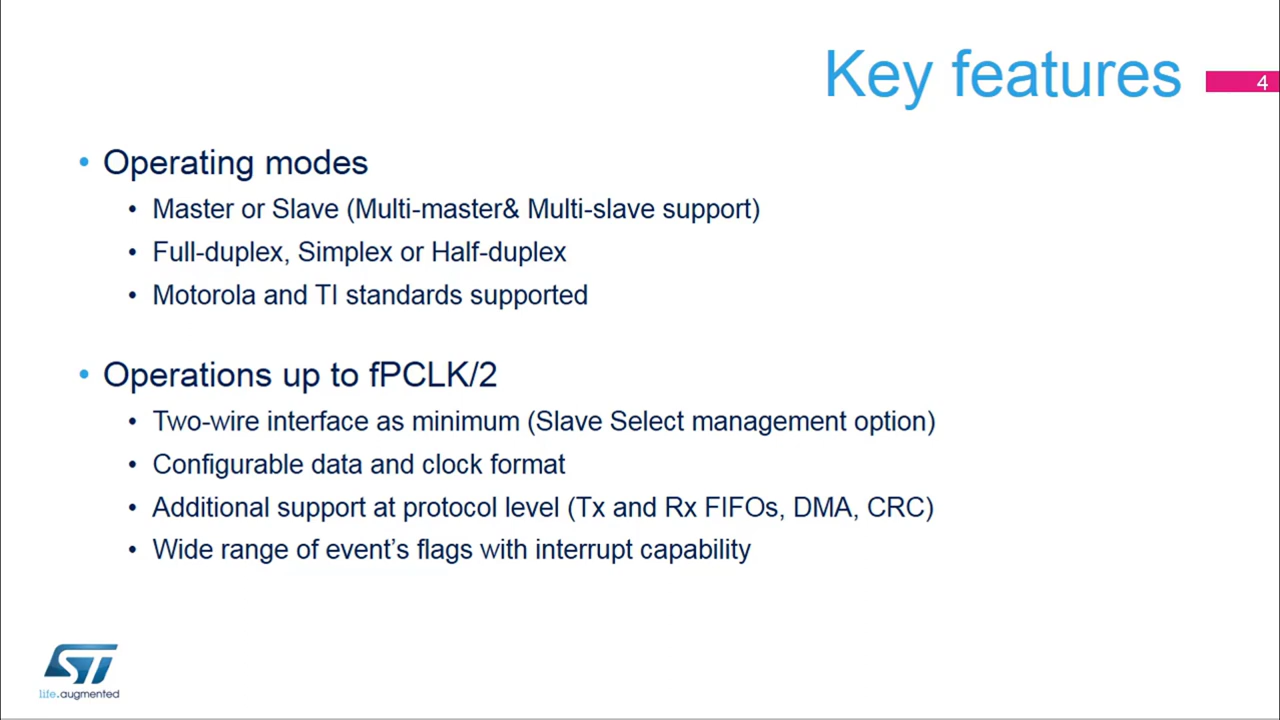 Key features
4
• Operating modes
• Master or Slave (Multi-master& Multi-slave support)
• Full-duplex, Simplex or Half-duplex
• Motorola and TI standards supported
• Operations up to fPCLK/2
• Two-wire interface as minimum (Slave Select management option)
• Configurable data and clock format
• Additional support at protocol level (Tx and Rx FIFOs, DMA, CRC)
• Wide range of event’s flags with interrupt capability
ST
life.augmented